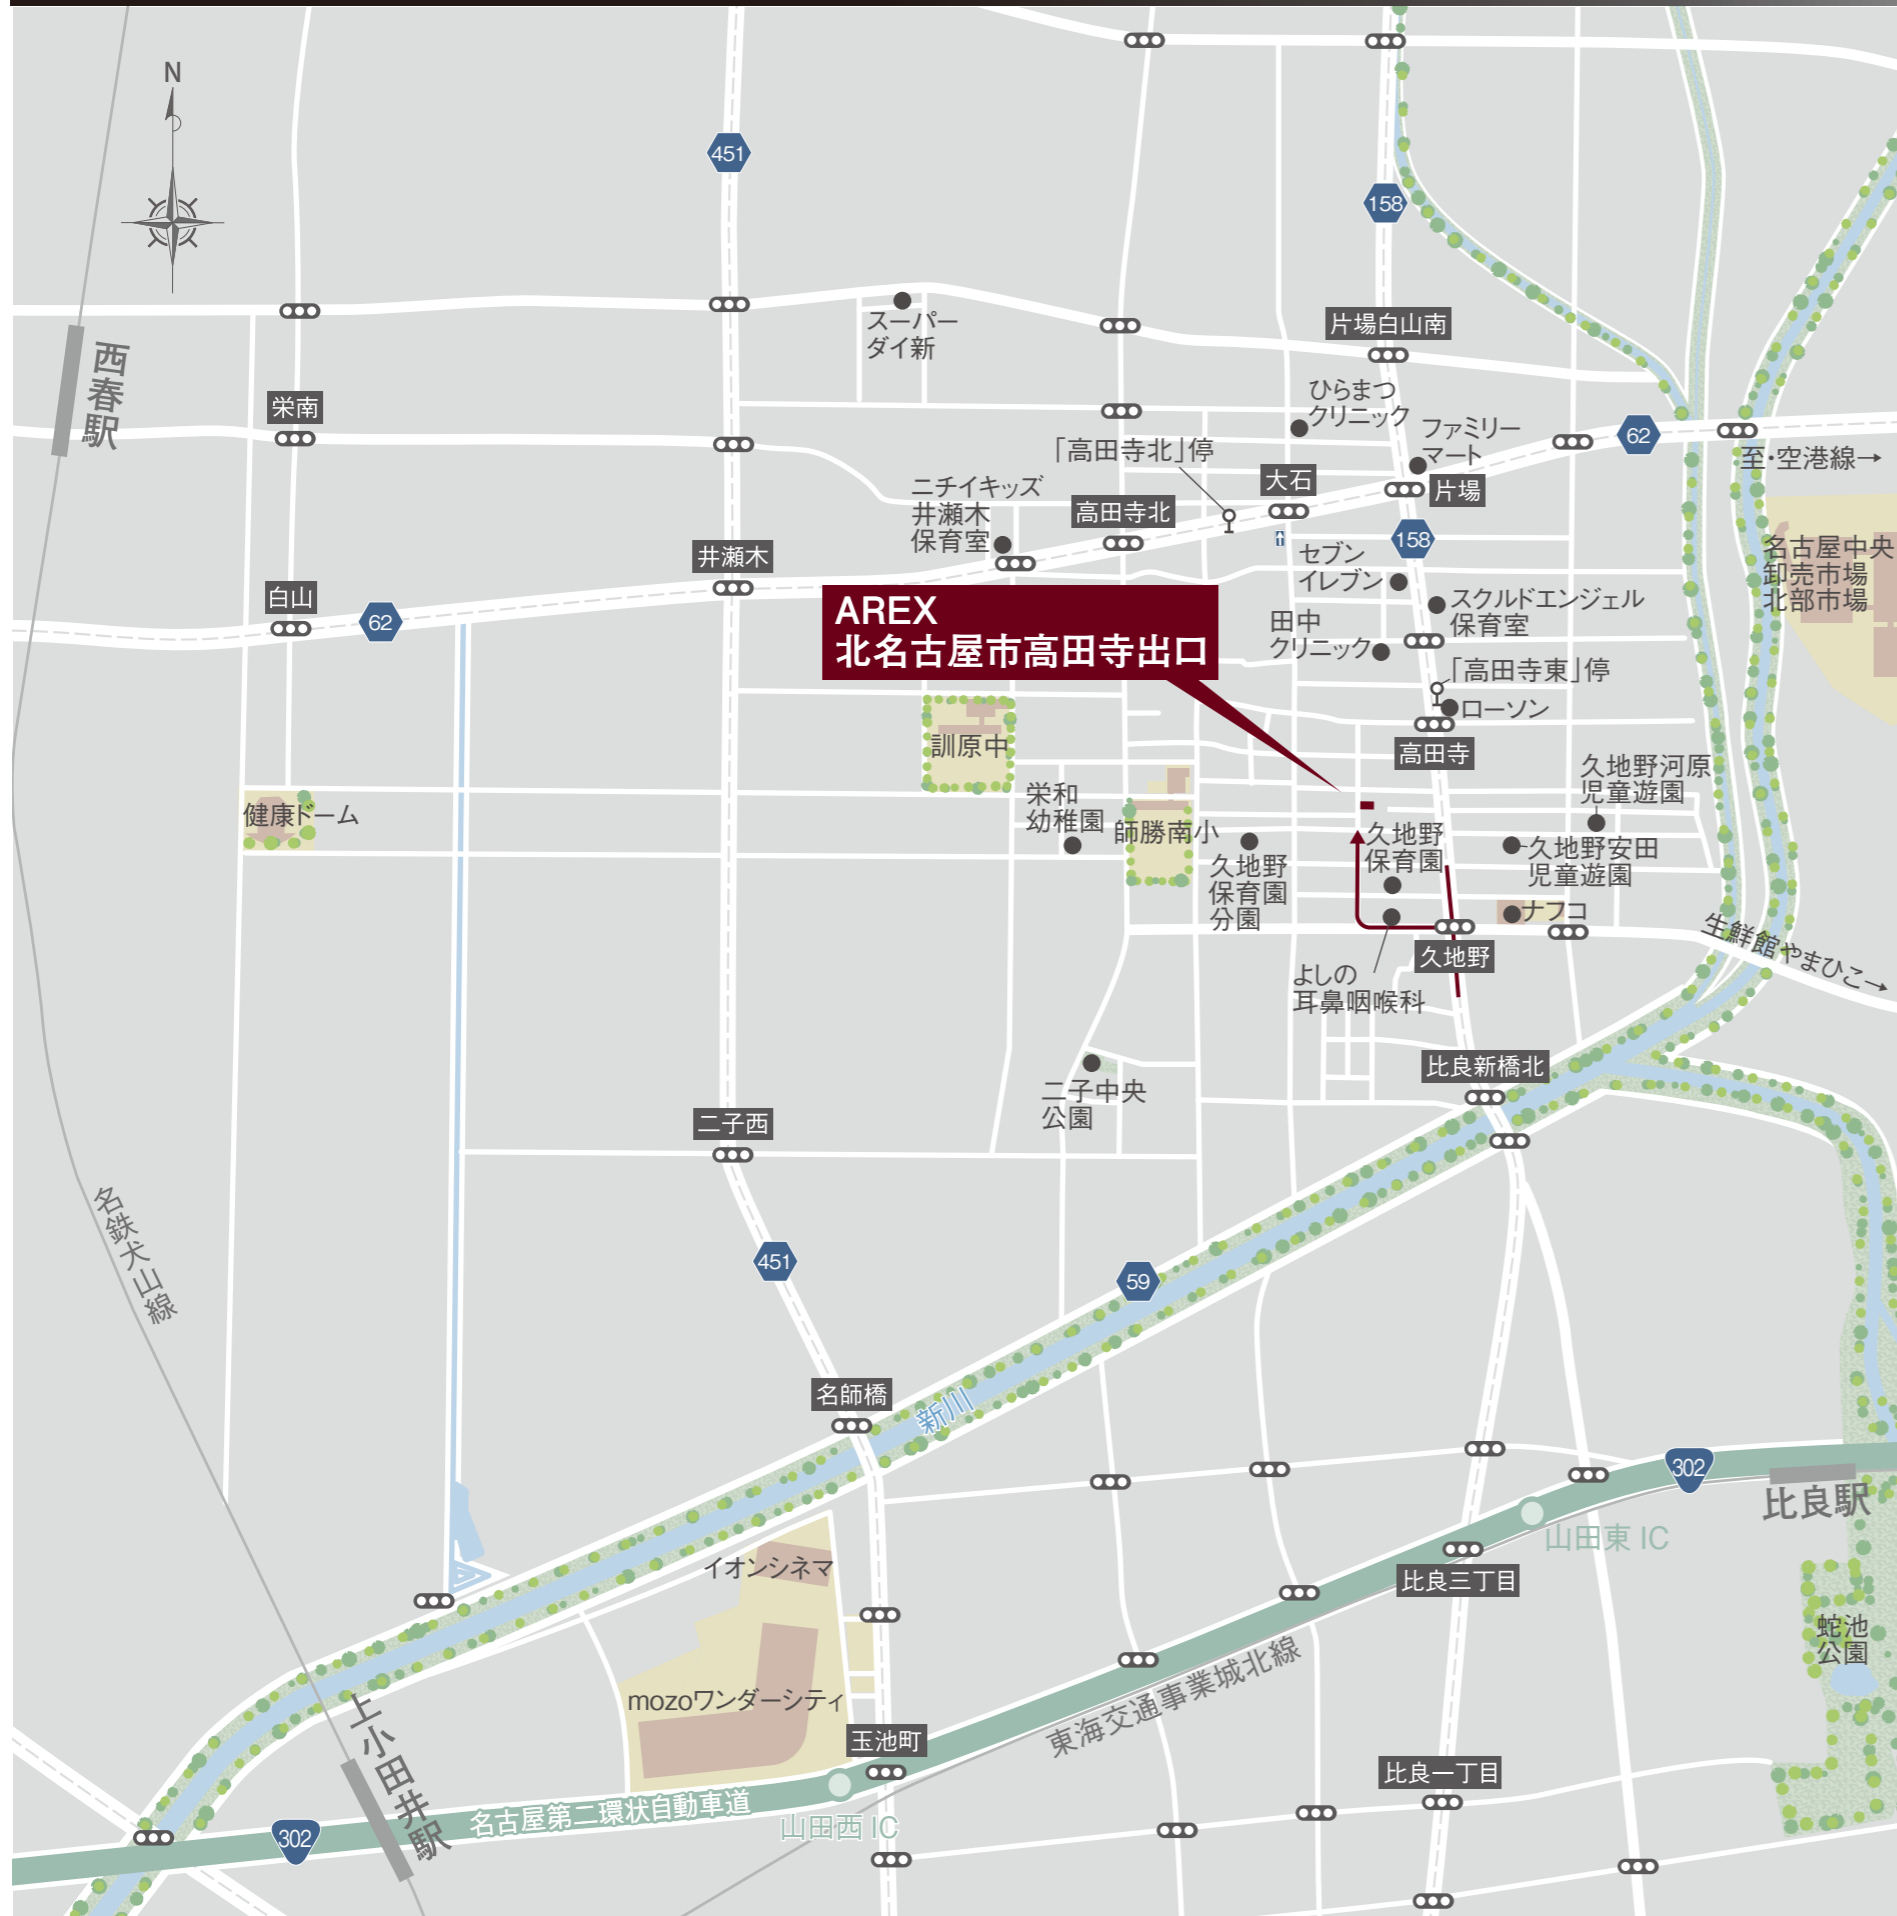 N
451
158
スーパー
ダイ新
片場白山南
西春駅
栄南
ひらまつ
クリニック
ファミリー
マート
62
至・空港線→
「高田寺北」停
大石
片場
ニチイキッズ
井瀬木
保育室
高田寺北
158
名古屋中央
卸売市場
北部市場
井瀬木
セブン
イレブン
白山
62
AREX
北名古屋市高田寺出口
スクルドエンジェル
保育室
田中
クリニック
「高田寺東」停
ローソン
訓原中
高田寺
久地野河原
児童遊園
健康ドーム
栄和
幼稚園
師勝南小
久地野
保育園
久地野安田
児童遊園
久地野
保育園
分園
ナフコ
生鮮館やまひこ→
久地野
よしの
耳鼻咽喉科
比良新橋北
二子中央
公園
二子西
名鉄犬山線
451
59
名師橋
新川
302
比良駅
山田東 IC
イオンシネマ
比良三丁目
蛇池
公園
mozoワンダーシティ
東海交通事業城北線
上小田井駅
玉池町
比良一丁目
名古屋第二環状自動車道
山田西 IC
302